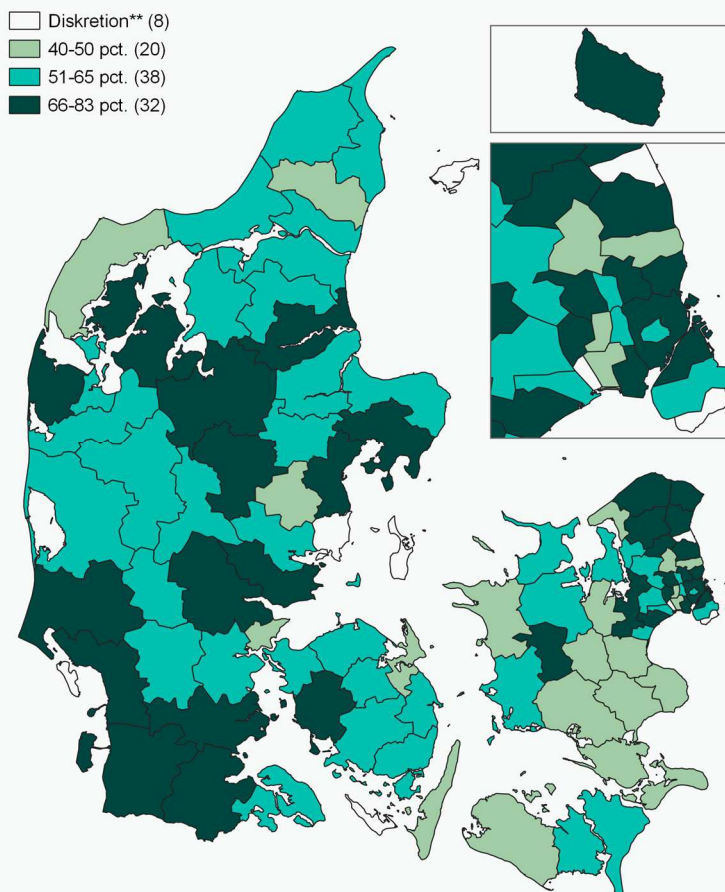 Diskretion** (8)
40-50 pct. (20)
51-65 pct. (38)
66-83 pct. (32)